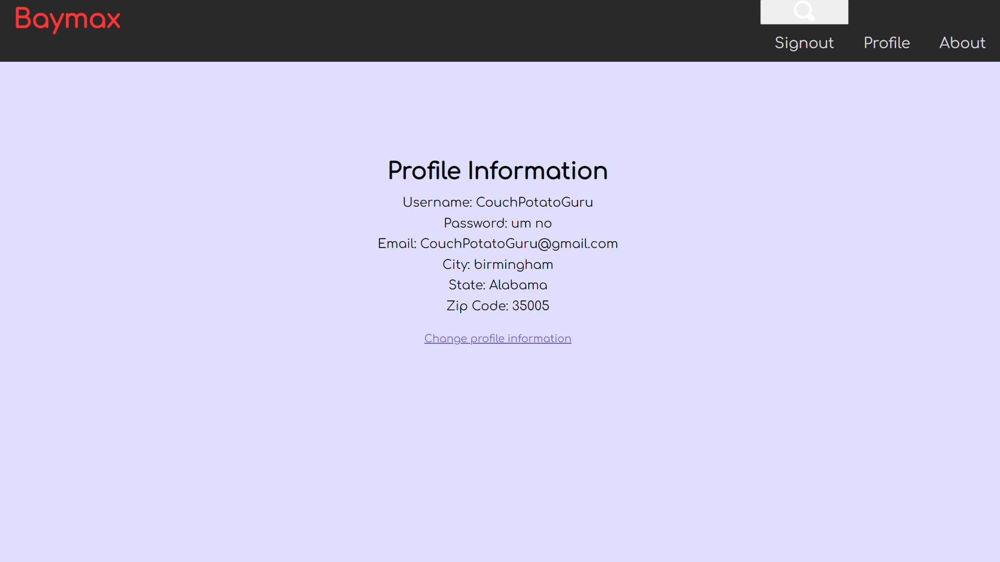 Baymax
Signout Profile About
Profile Information
Username: CouchPotatoGuru
Password: um no
Email: CouchPotatoGuru@gmail.com
City: birmingham
State: Alabama
Zip Code: 35005
Change profile information